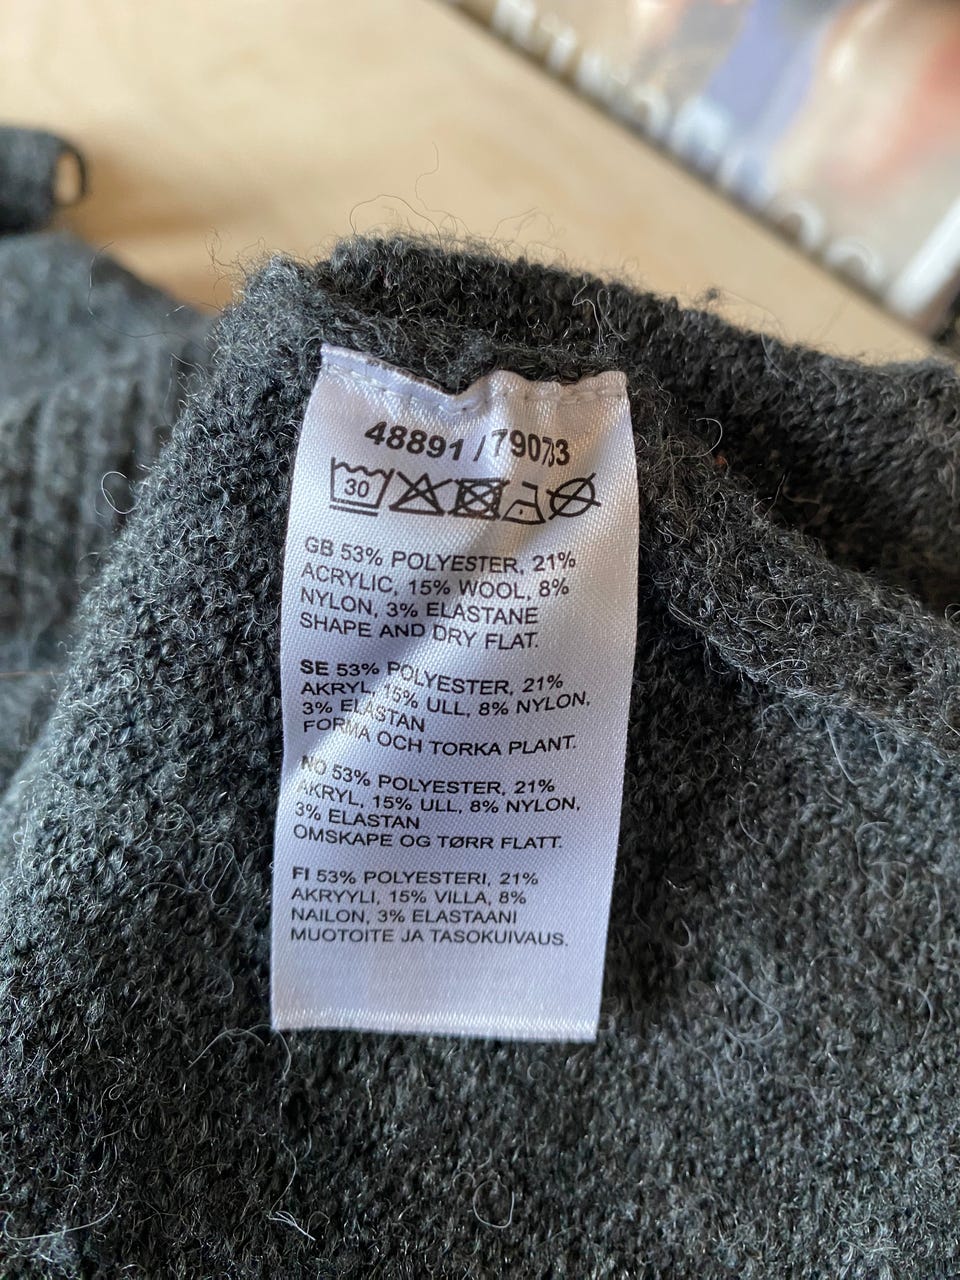 48891 / 79073
30
GB 53% POLYESTER, 21%
ACRYLIC, 15% WOOL, 8%
NYLON, 3% ELASTANE
SHAPE AND DRY FLAT.
SE 53% POLYESTER, 21%
AKRYL, 15% ULL, 8% NYLON,
3% ELASTAN
FORMA OCH TORKA PLANT.
NO 53% POLYESTER, 21%
AKRYL, 15% ULL, 8% NYLON,
3% ELASTAN
OMSKAPE OG TØRR FLATT.
FI 53% POLYESTERI, 21%
AKRYYLI, 15% VILLA, 8%
NAILON, 3% ELASTAANI
MUOTOITE JA TASOKUIVAUS.